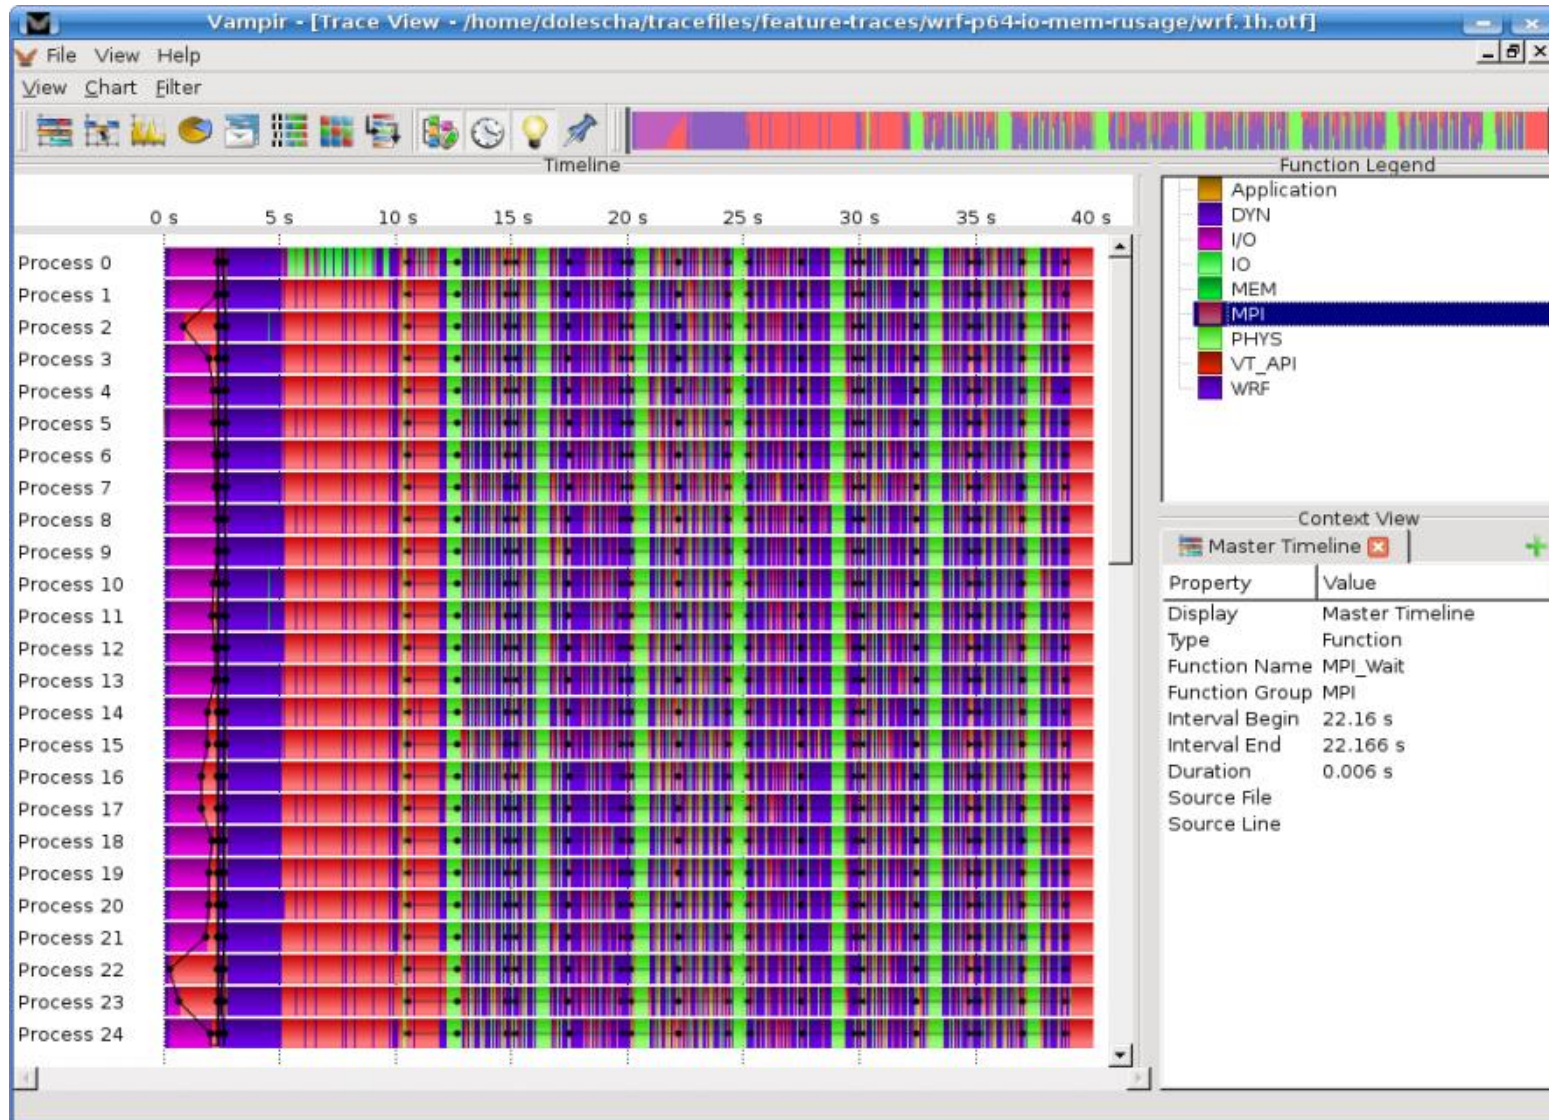 Vampir - [Trace View - /home/dolescha/tracefiles/feature-traces/wrf-p64-io-mem-rusage/wrf.1h.otf]
File View Help
View Chart Filter
Timeline
0 s 5 s 10 s 15 s 20 s 25 s 30 s 35 s 40 s
Process 0
Process 1
Process 2
Process 3
Process 4
Process 5
Process 6
Process 7
Process 8
Process 9
Process 10
Process 11
Process 12
Process 13
Process 14
Process 15
Process 16
Process 17
Process 18
Process 19
Process 20
Process 21
Process 22
Process 23
Process 24
Function Legend
Application
DYN
I/O
IO
MEM
MPI
PHYS
VT_API
WRF
Context View
Master Timeline
Property Value
Display Master Timeline
Type Function
Function Name MPI_Wait
Function Group MPI
Interval Begin 22.16 s
Interval End 22.166 s
Duration 0.006 s
Source File
Source Line